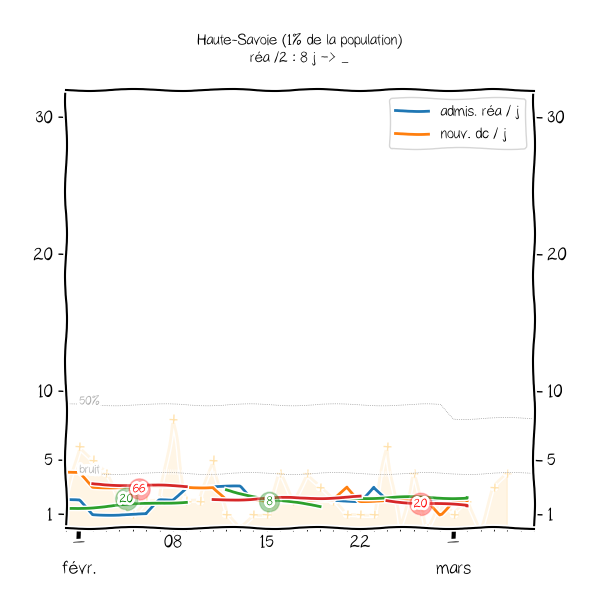 Haute-Savoie (1% de la population)
réa /2 : 8 j -> _
admis. réa / j
nouv. dc / j
30
30
20
20
10
10
50%
5
5
bruit
66
20
8
20
1
1
08
15
22
févr.
mars